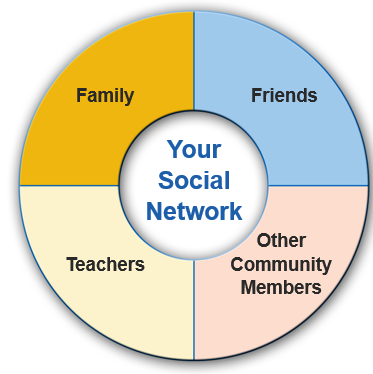 Family
Friends
Your
Social
Network
Teachers
Other
Community
Members